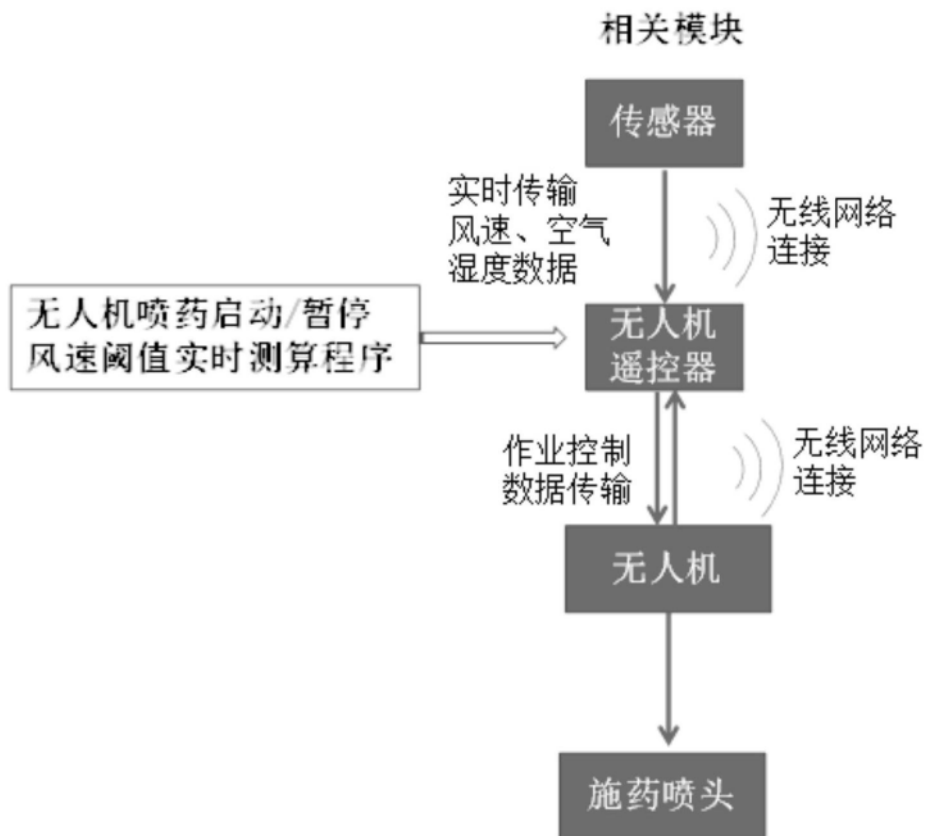 相关模块
传感器
实时传输
风速、空气
湿度数据
无线网络
连接
无人机喷药启动/暂停
风速阈值实时测算程序
无人机
遥控器
作业控制
数据传输
无线网络
连接
无人机
施药喷头